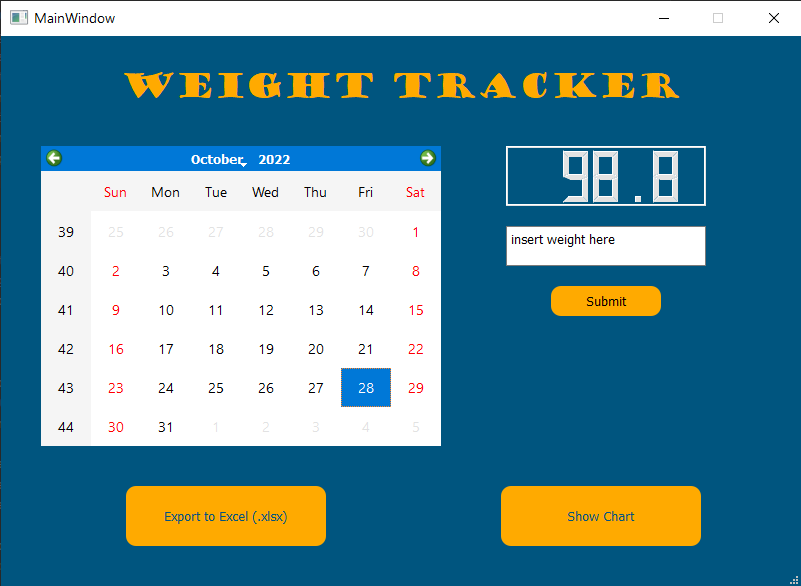 MainWindow
WEIGHT TRACKER
October, 2022
Sun Mon Tue Wed Thu Fri Sat
39 25 26 27 28 29 30 1
40 2 3 4 5 6 7 8
41 9 10 11 12 13 14 15
42 16 17 18 19 20 21 22
43 23 24 25 26 27 28 29
44 30 31 1 2 3 4 5
98.8
insert weight here
Submit
Export to Excel (.xlsx)
Show Chart